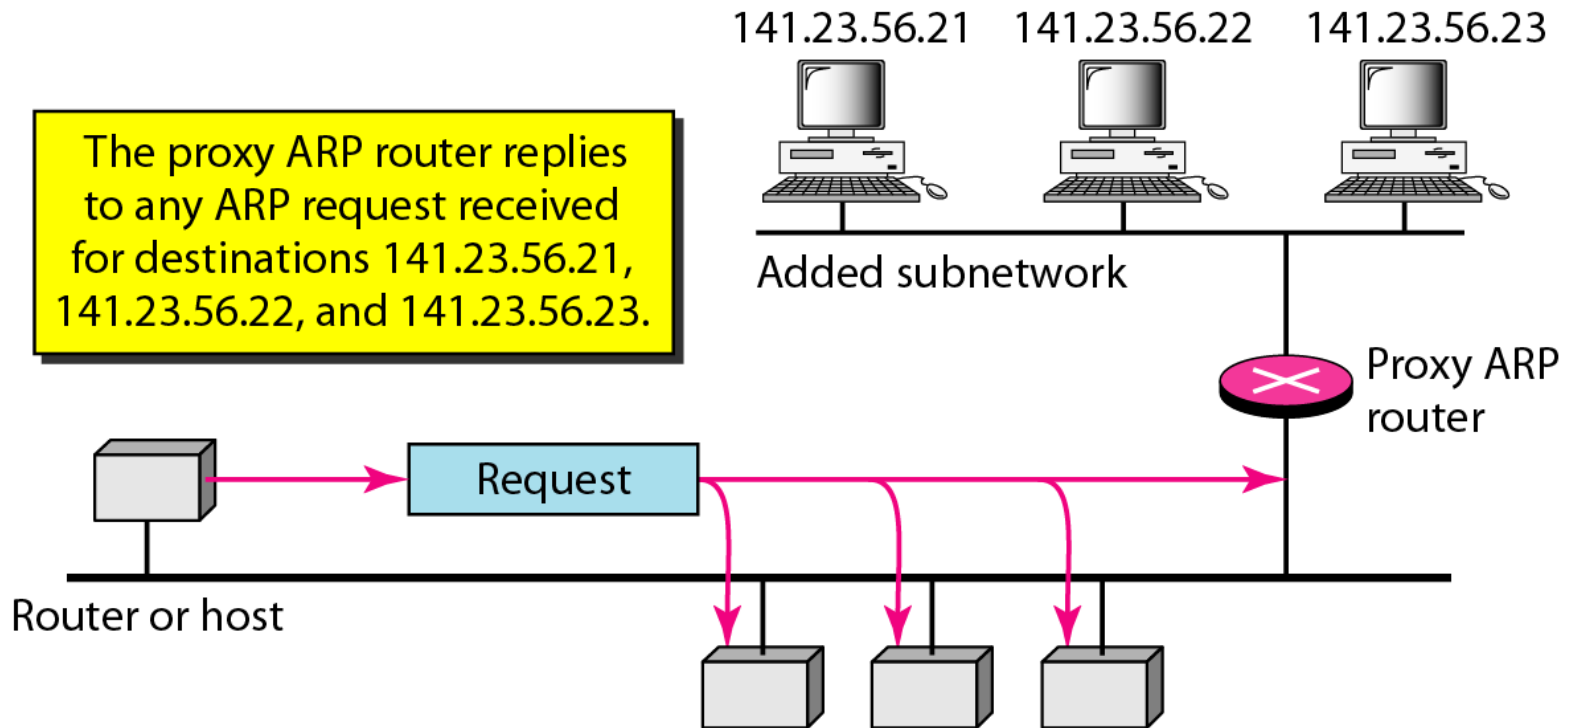 141.23.56.21 141.23.56.22 141.23.56.23
The proxy ARP router replies
to any ARP request received
for destinations 141.23.56.21,
141.23.56.22, and 141.23.56.23.
Added subnetwork
Proxy ARP
router
Request
Router or host